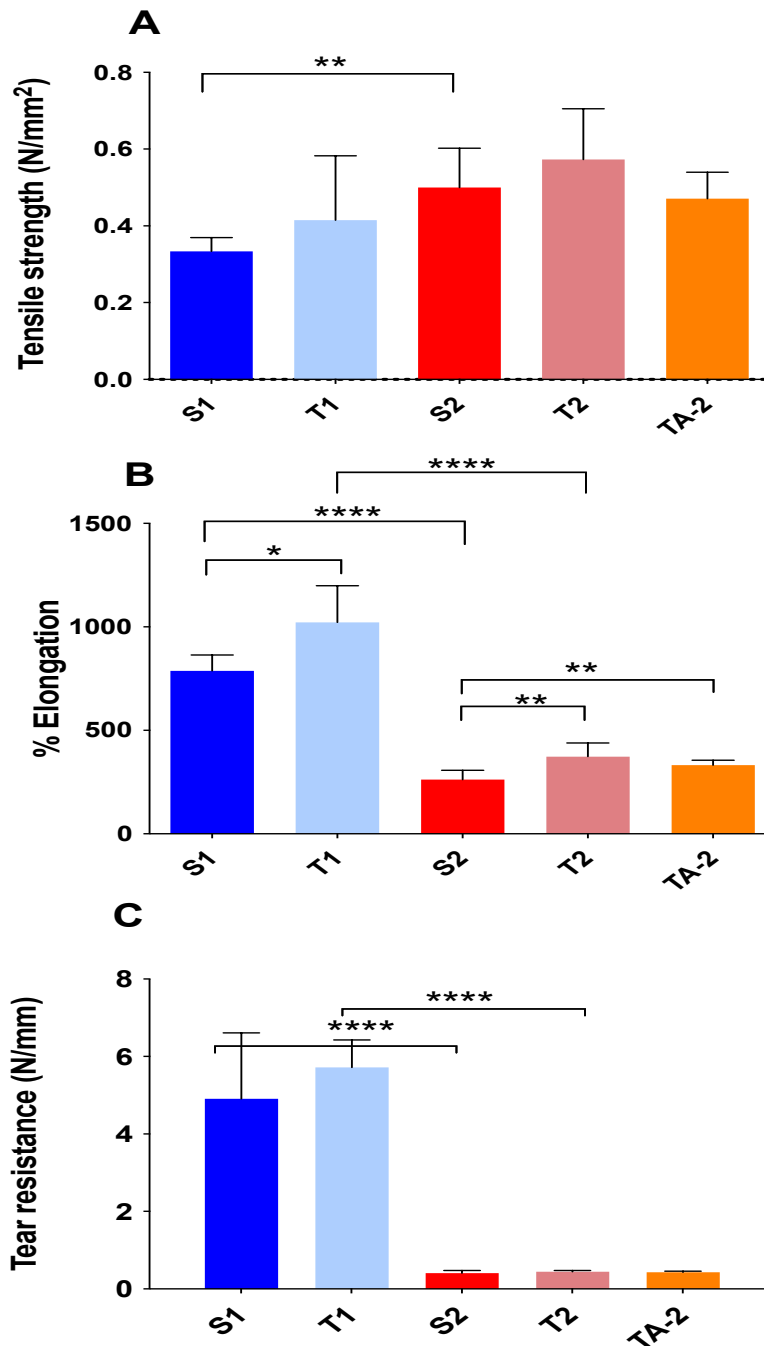 A
Tensile strength (N/mm²)
**
0.8
0.6
0.4
0.2
0.0
S1 T1 S2 T2 TA-2
B
% Elongation
****
****
*
**
**
1500
1000
500
0
S1 T1 S2 T2 TA-2
C
Tear resistance (N/mm)
****
****
8
6
4
2
0
S1 T1 S2 T2 TA-2